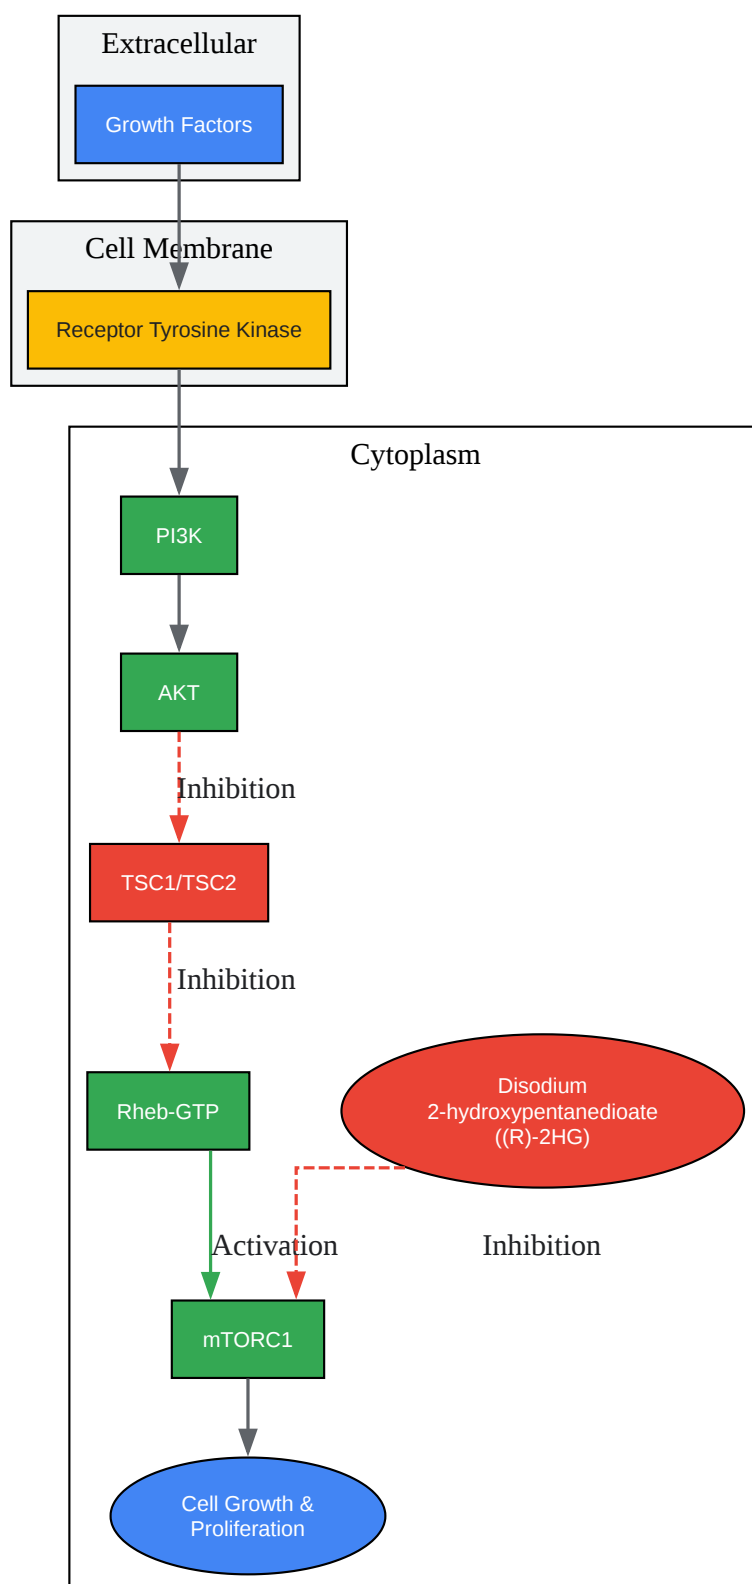 Extracellular
Growth Factors
Cell Membrane
Receptor Tyrosine Kinase
Cytoplasm
PI3K
AKT
Inhibition
TSC1/TSC2
Inhibition
Rheb-GTP
Disodium
2-hydroxypentanedioate
((R)-2HG)
Activation
Inhibition
mTORC1
Cell Growth &
Proliferation